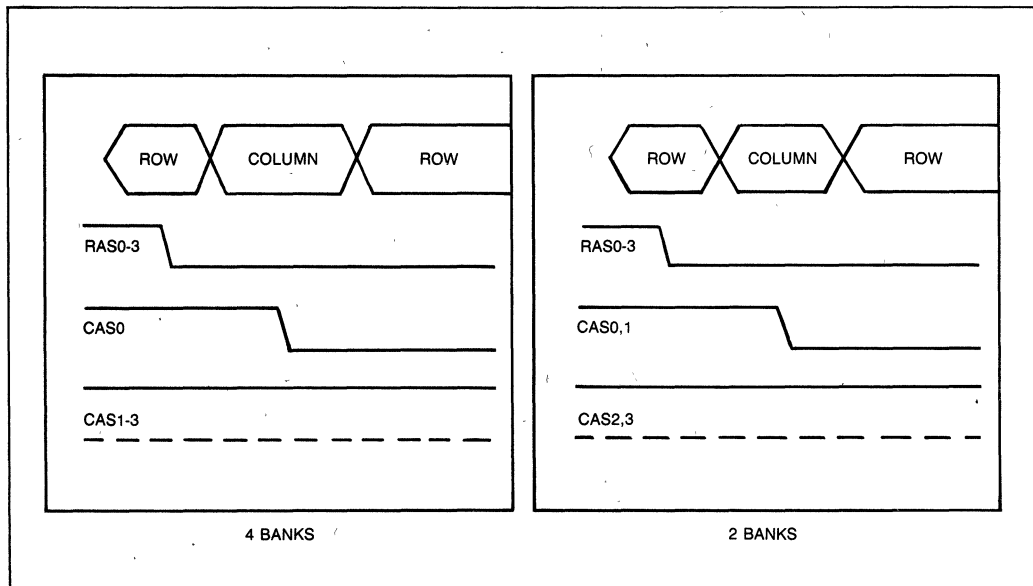 ROW COLUMN ROW
RAS0-3
CAS0
CAS1-3
4 BANKS
ROW COLUMN ROW
RAS0-3
CAS0,1
CAS2,3
2 BANKS